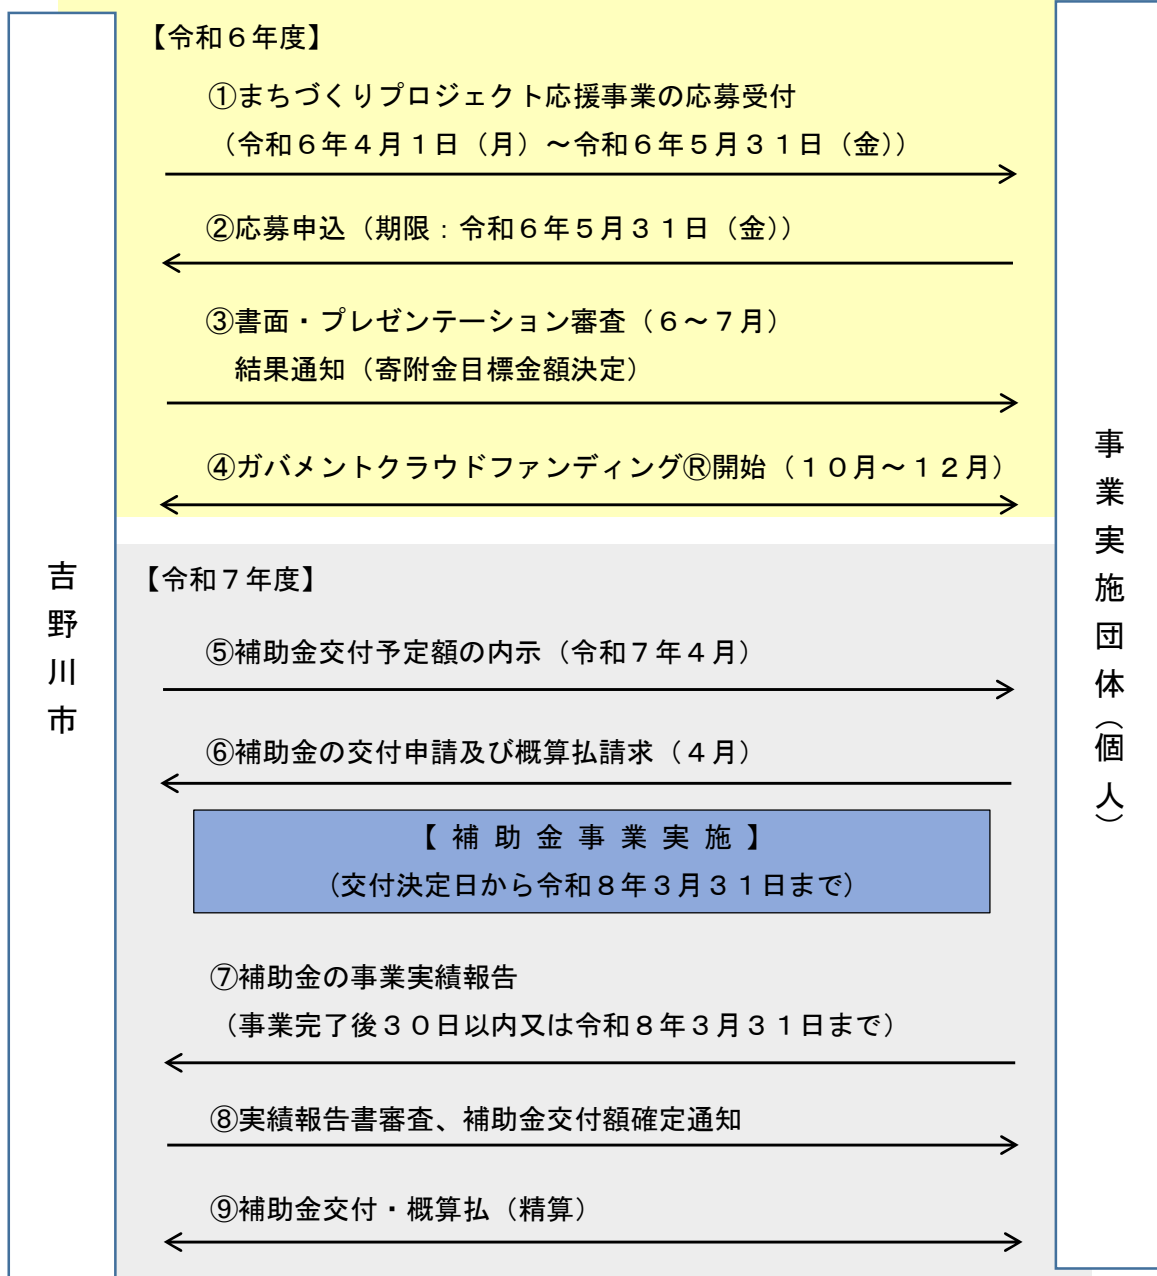 【令和６年度】
①まちづくりプロジェクト応援事業の応募受付
（令和６年４月１日（月）～令和６年５月３１日（金））
②応募申込（期限：令和６年５月３１日（金））
③書面・プレゼンテーション審査（６～７月）
結果通知（寄附金目標金額決定）
④ガバメントクラウドファンディングⓇ開始（１０月～１２月）
吉野川市
事業実施団体（個人）
【令和７年度】
⑤補助金交付予定額の内示（令和７年４月）
⑥補助金の交付申請及び概算払請求（４月）
【補助金事業実施】
（交付決定日から令和８年３月３１日まで）
⑦補助金の事業実績報告
（事業完了後３０日以内又は令和８年３月３１日まで）
⑧実績報告書審査、補助金交付額確定通知
⑨補助金交付・概算払（精算）